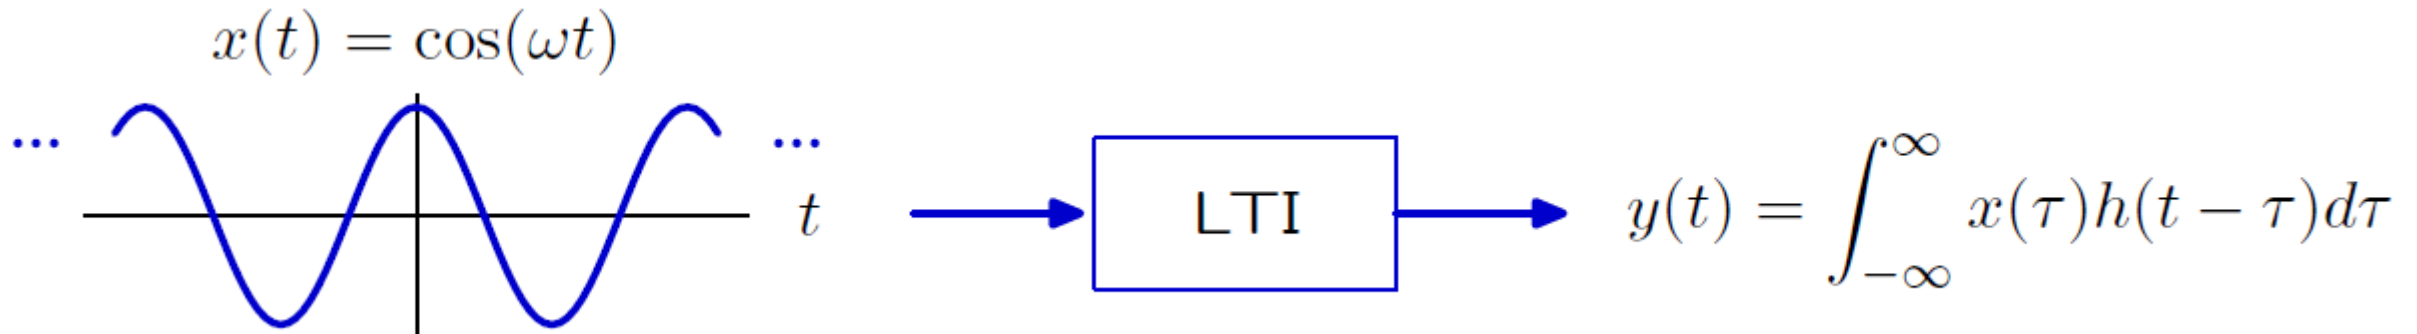 x(t) = cos(ωt)
... ...
t
LTI
y(t) = ∫_{-∞}^{∞} x(τ)h(t − τ)dτ